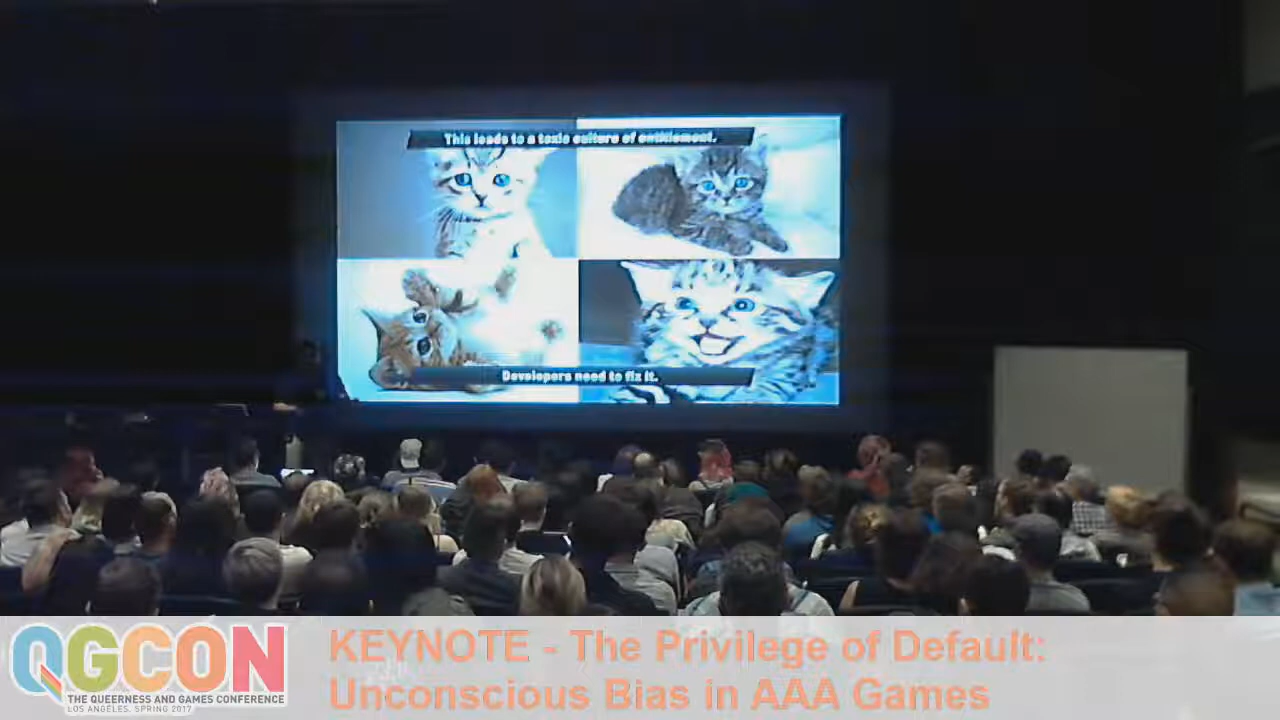 This leads to a toxic culture of entitlement.
Developers need to fix it.
QGCON
THE QUEERNESS AND GAMES CONFERENCE
LOS ANGELES, SPRING 2017
KEYNOTE - The Privilege of Default:
Unconscious Bias in AAA Games